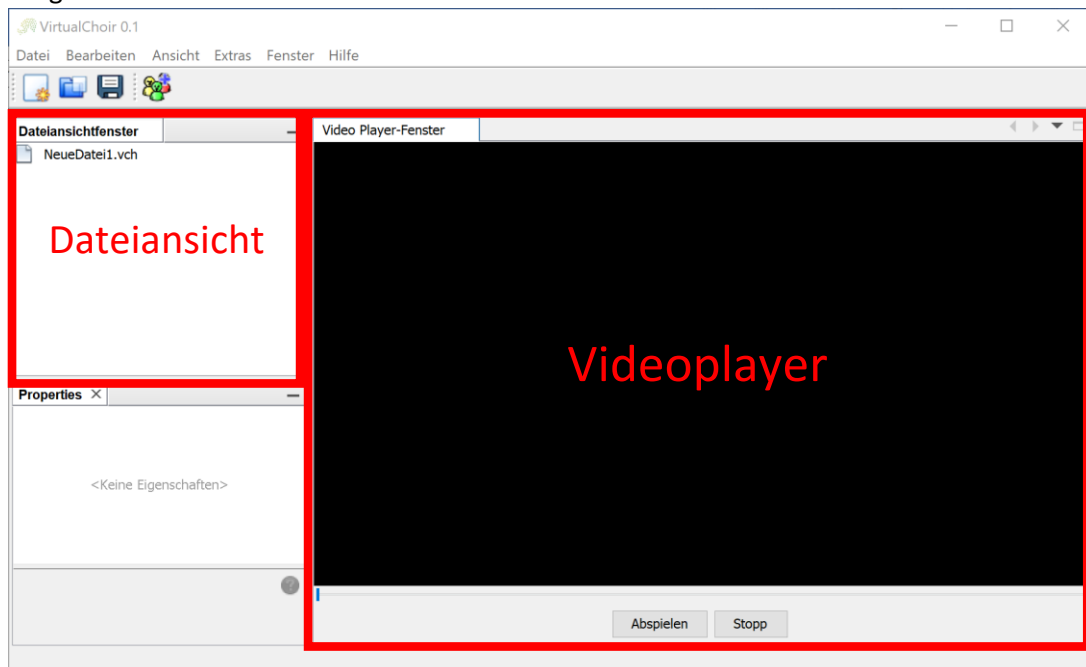 VirtualChoir 0.1
Datei Bearbeiten Ansicht Extras Fenster Hilfe
Dateiansichtfenster
NeueDatei1.vch
Dateiansicht
Properties
<Keine Eigenschaften>
Video Player-Fenster
Videoplayer
Abspielen Stopp